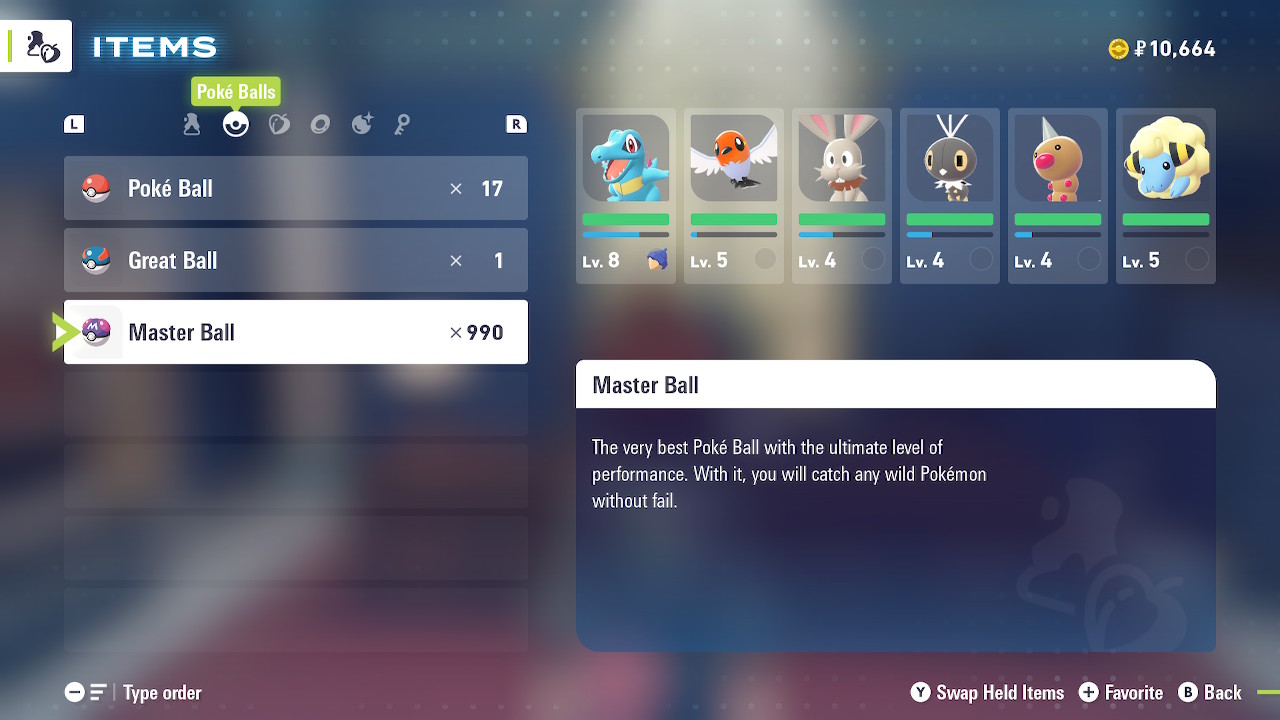 ITEMS
₽10,664
Poké Balls
L
R
Poké Ball × 17
Great Ball × 1
Master Ball × 990
Lv. 8
Lv. 5
Lv. 4
Lv. 4
Lv. 4
Lv. 5
Master Ball
The very best Poké Ball with the ultimate level of
performance. With it, you will catch any wild Pokémon
without fail.
Type order
Y Swap Held Items
+ Favorite
B Back